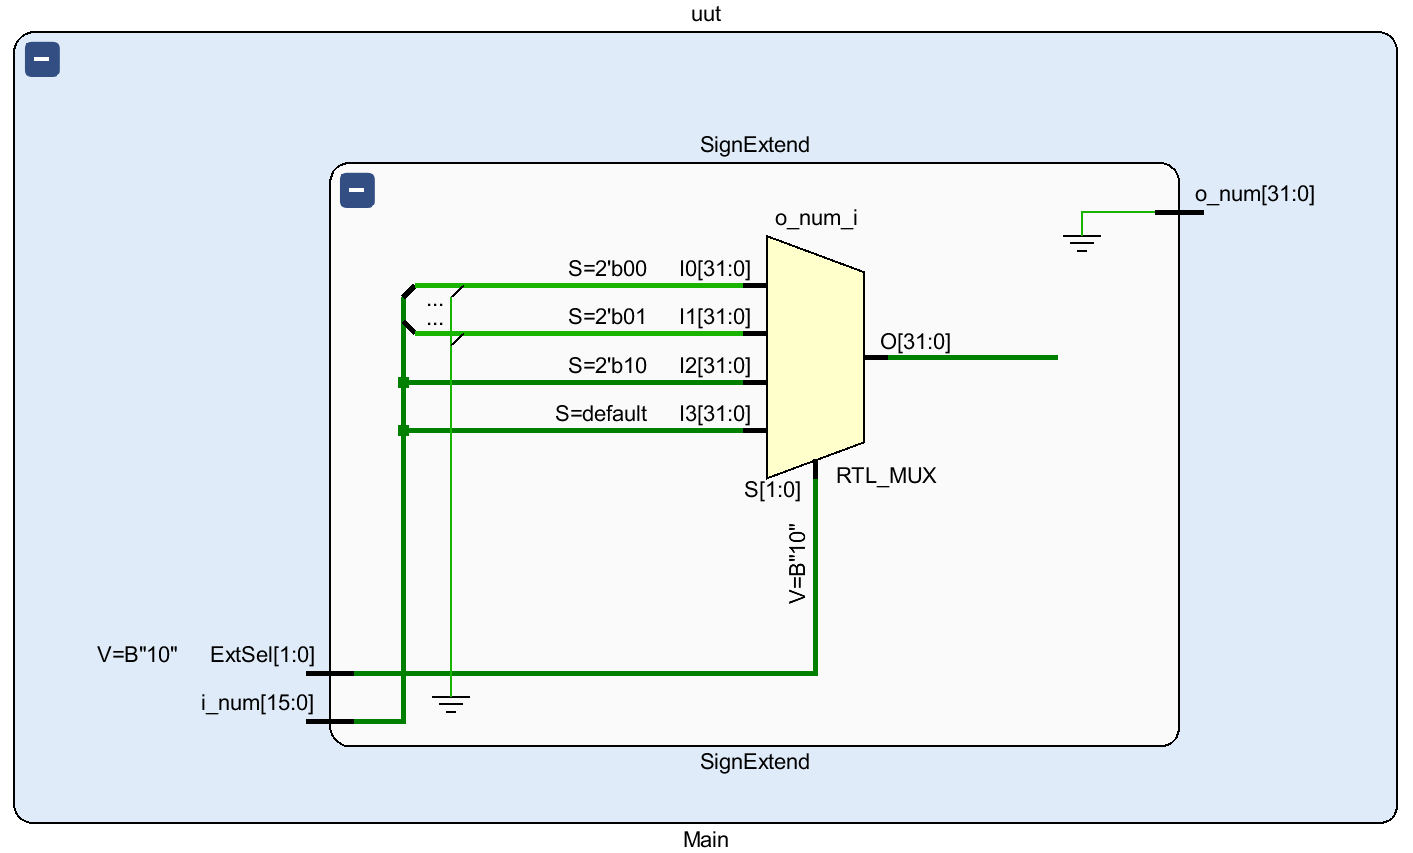 uut
SignExtend
o_num[31:0]
o_num_i
S=2'b00 I0[31:0]
...
S=2'b01 I1[31:0]
...
O[31:0]
S=2'b10 I2[31:0]
S=default I3[31:0]
RTL_MUX
S[1:0]
V=B"10"
V=B"10" ExtSel[1:0]
i_num[15:0]
SignExtend
Main